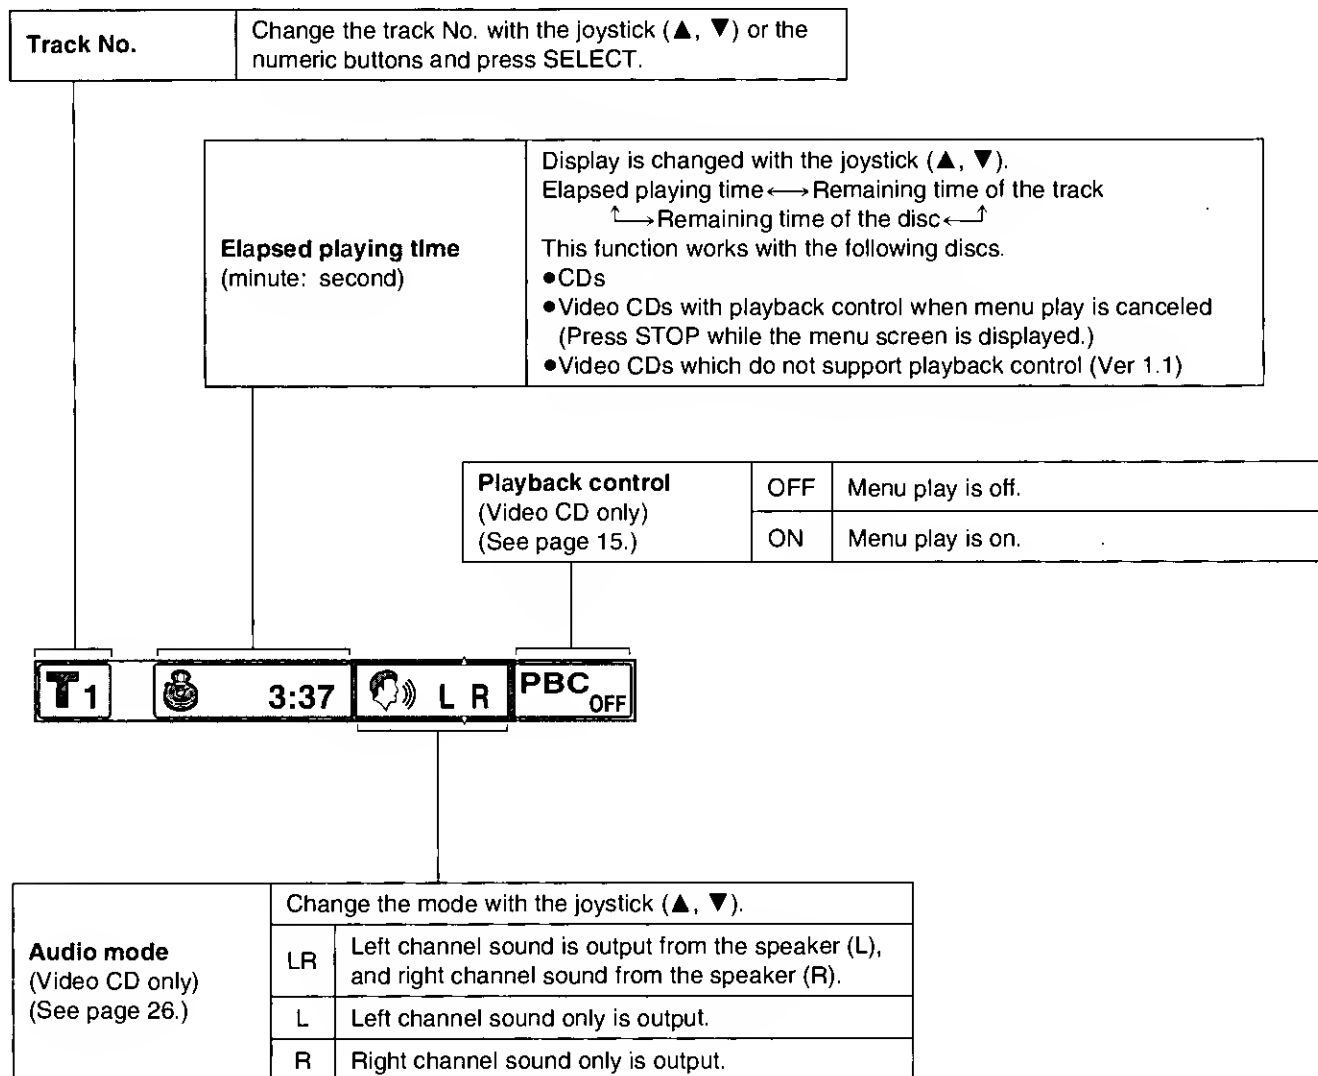 Track No.
Change the track No. with the joystick (▲, ▼) or the
numeric buttons and press SELECT.
Elapsed playing time
(minute: second)
Display is changed with the joystick (▲, ▼).
Elapsed playing time⟷Remaining time of the track
Remaining time of the disc
This function works with the following discs.
●CDs
●Video CDs with playback control when menu play is canceled
(Press STOP while the menu screen is displayed.)
●Video CDs which do not support playback control (Ver 1.1)
Playback control
(Video CD only)
(See page 15.)
OFF Menu play is off.
ON Menu play is on.
T 1 3:37 L R PBC OFF
Audio mode
(Video CD only)
(See page 26.)
Change the mode with the joystick (▲, ▼).
LR Left channel sound is output from the speaker (L),
and right channel sound from the speaker (R).
L Left channel sound only is output.
R Right channel sound only is output.